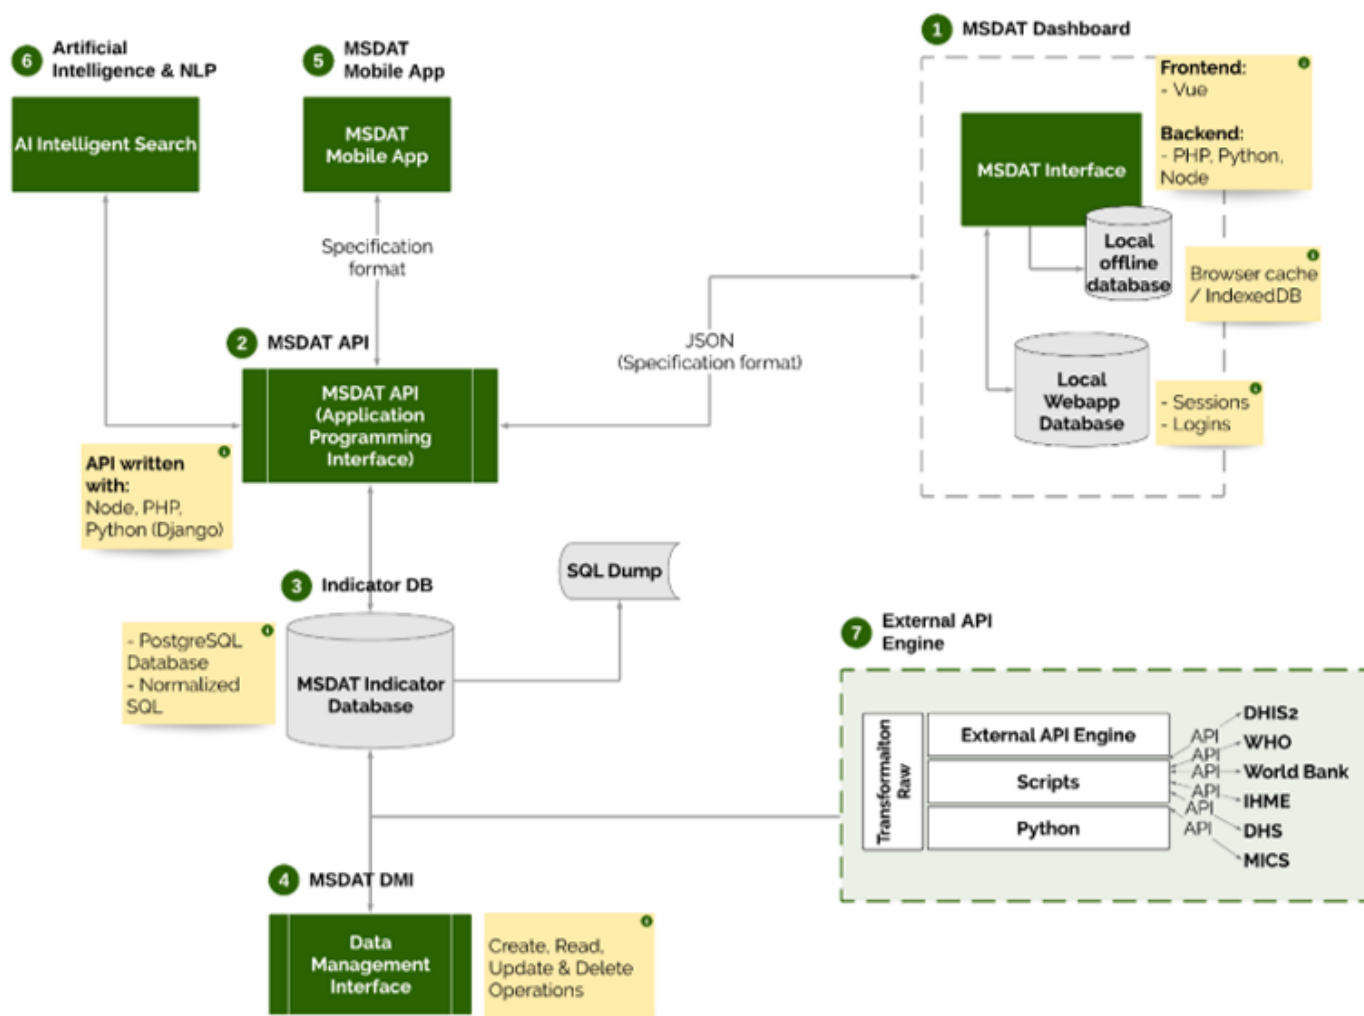 6
Artificial
Intelligence & NLP
AI Intelligent Search
5
MSDAT
Mobile App
MSDAT
Mobile App
Specification
format
1
MSDAT Dashboard
Frontend:
- Vue
Backend:
- PHP, Python,
Node
MSDAT Interface
Local
offline
database
Browser cache
/ IndexedDB
Local
Webapp
Database
- Sessions
- Logins
JSON
(Specification format)
2
MSDAT API
MSDAT API
(Application
Programming
Interface)
API written
with:
Node, PHP,
Python (Django)
3
Indicator DB
- PostgreSQL
Database
- Normalized
SQL
MSDAT Indicator
Database
SQL Dump
7
External API
Engine
Transformaiton
Raw
External API Engine
Scripts
Python
API
API
API
API
API
API
DHIS2
WHO
World Bank
IHME
DHS
MICS
4
MSDAT DMI
Data
Management
Interface
Create, Read,
Update & Delete
Operations